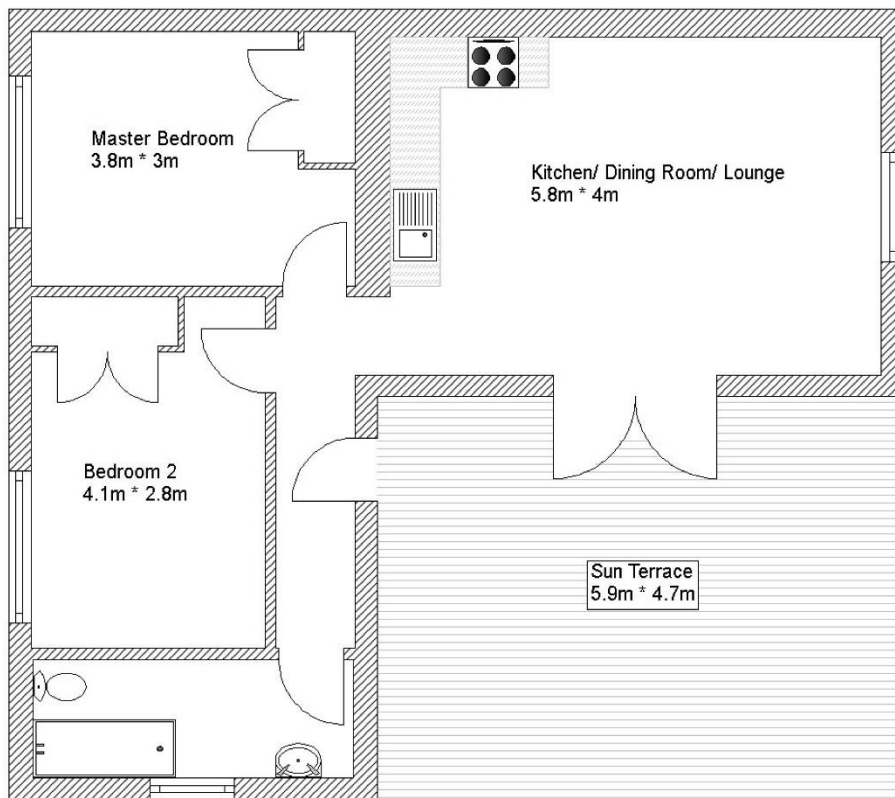 Master Bedroom
3.8m * 3m
Kitchen/ Dining Room/ Lounge
5.8m * 4m
Bedroom 2
4.1m * 2.8m
Sun Terrace
5.9m * 4.7m